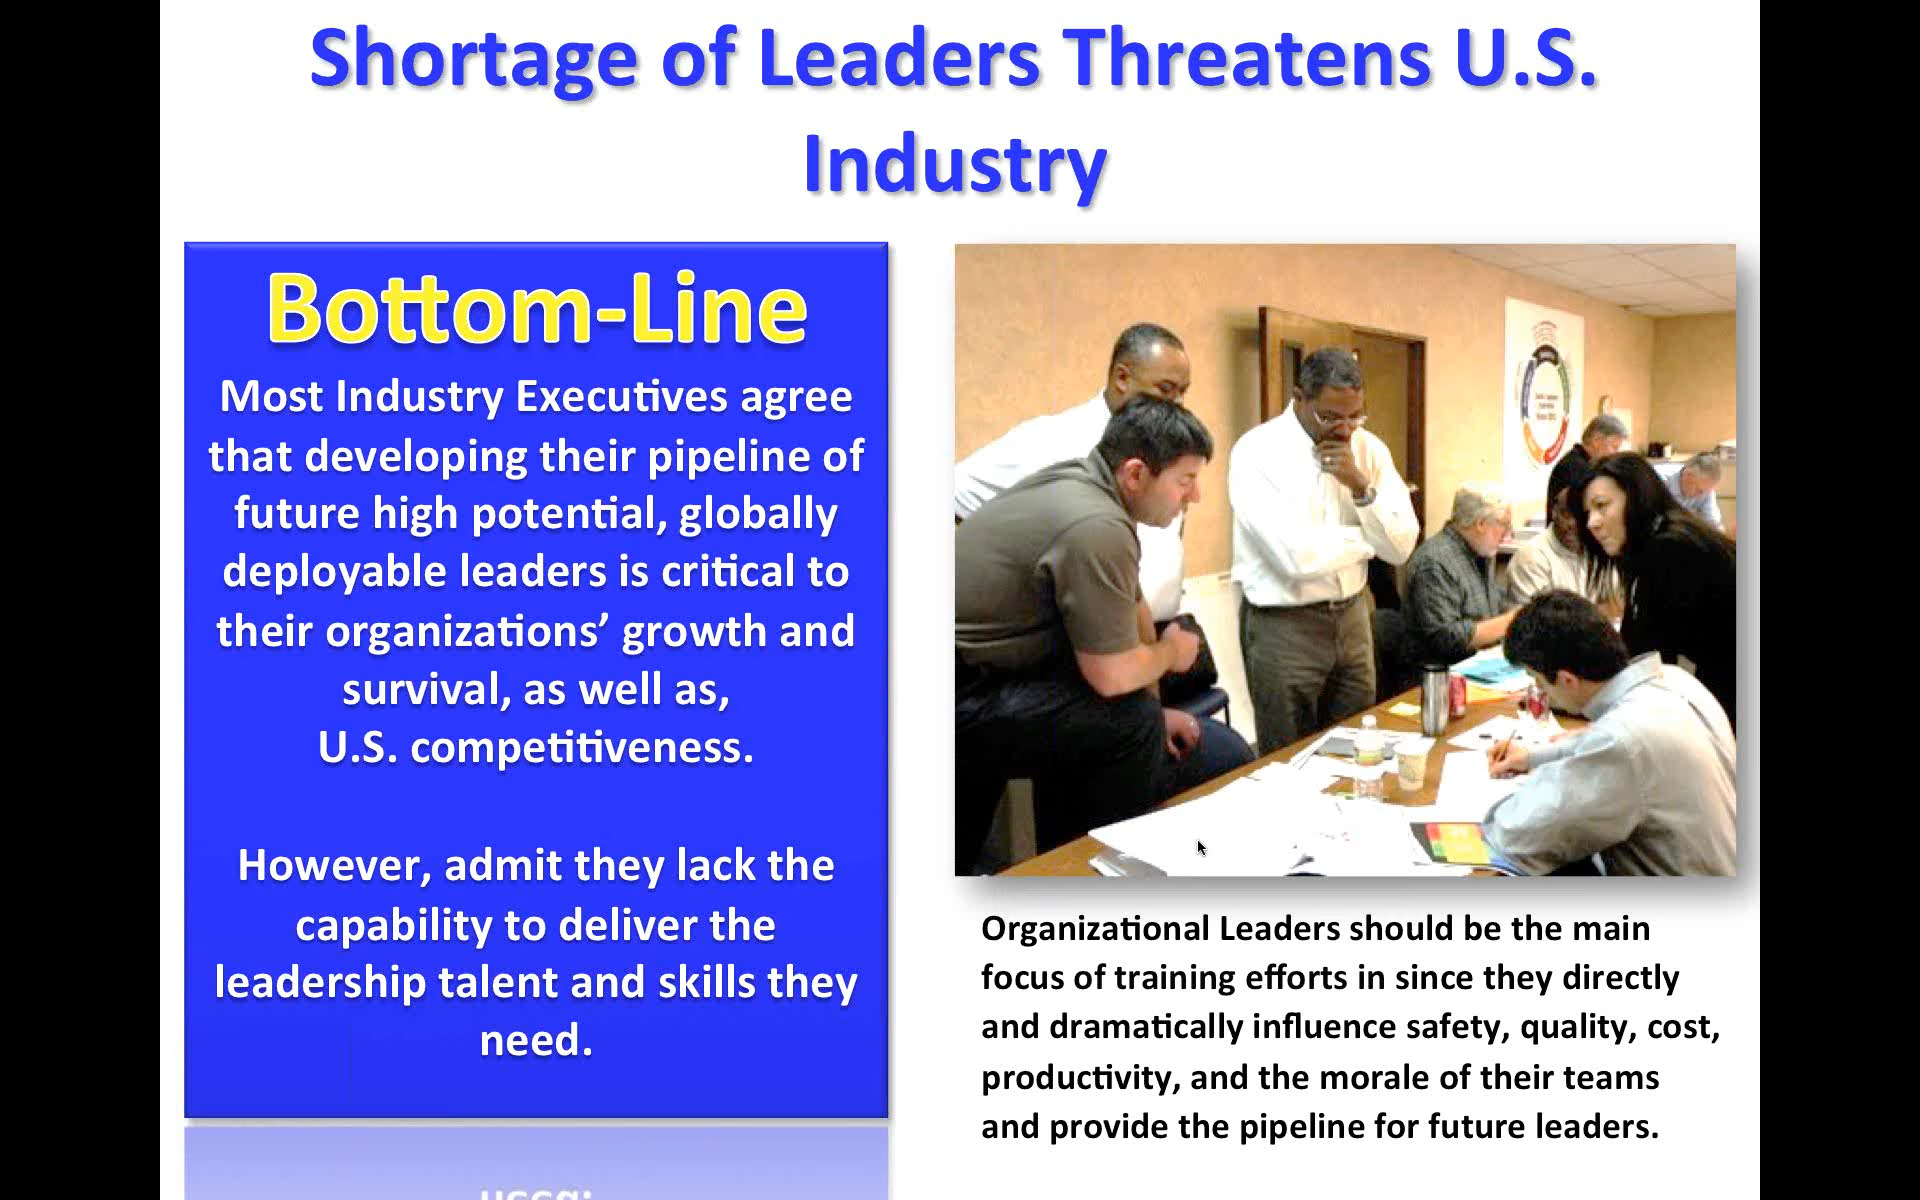 Shortage of Leaders Threatens U.S.
Industry
Bottom-Line
Most Industry Executives agree
that developing their pipeline of
future high potential, globally
deployable leaders is critical to
their organizations’ growth and
survival, as well as,
U.S. competitiveness.
However, admit they lack the
capability to deliver the
leadership talent and skills they
need.
Organizational Leaders should be the main
focus of training efforts in since they directly
and dramatically influence safety, quality, cost,
productivity, and the morale of their teams
and provide the pipeline for future leaders.